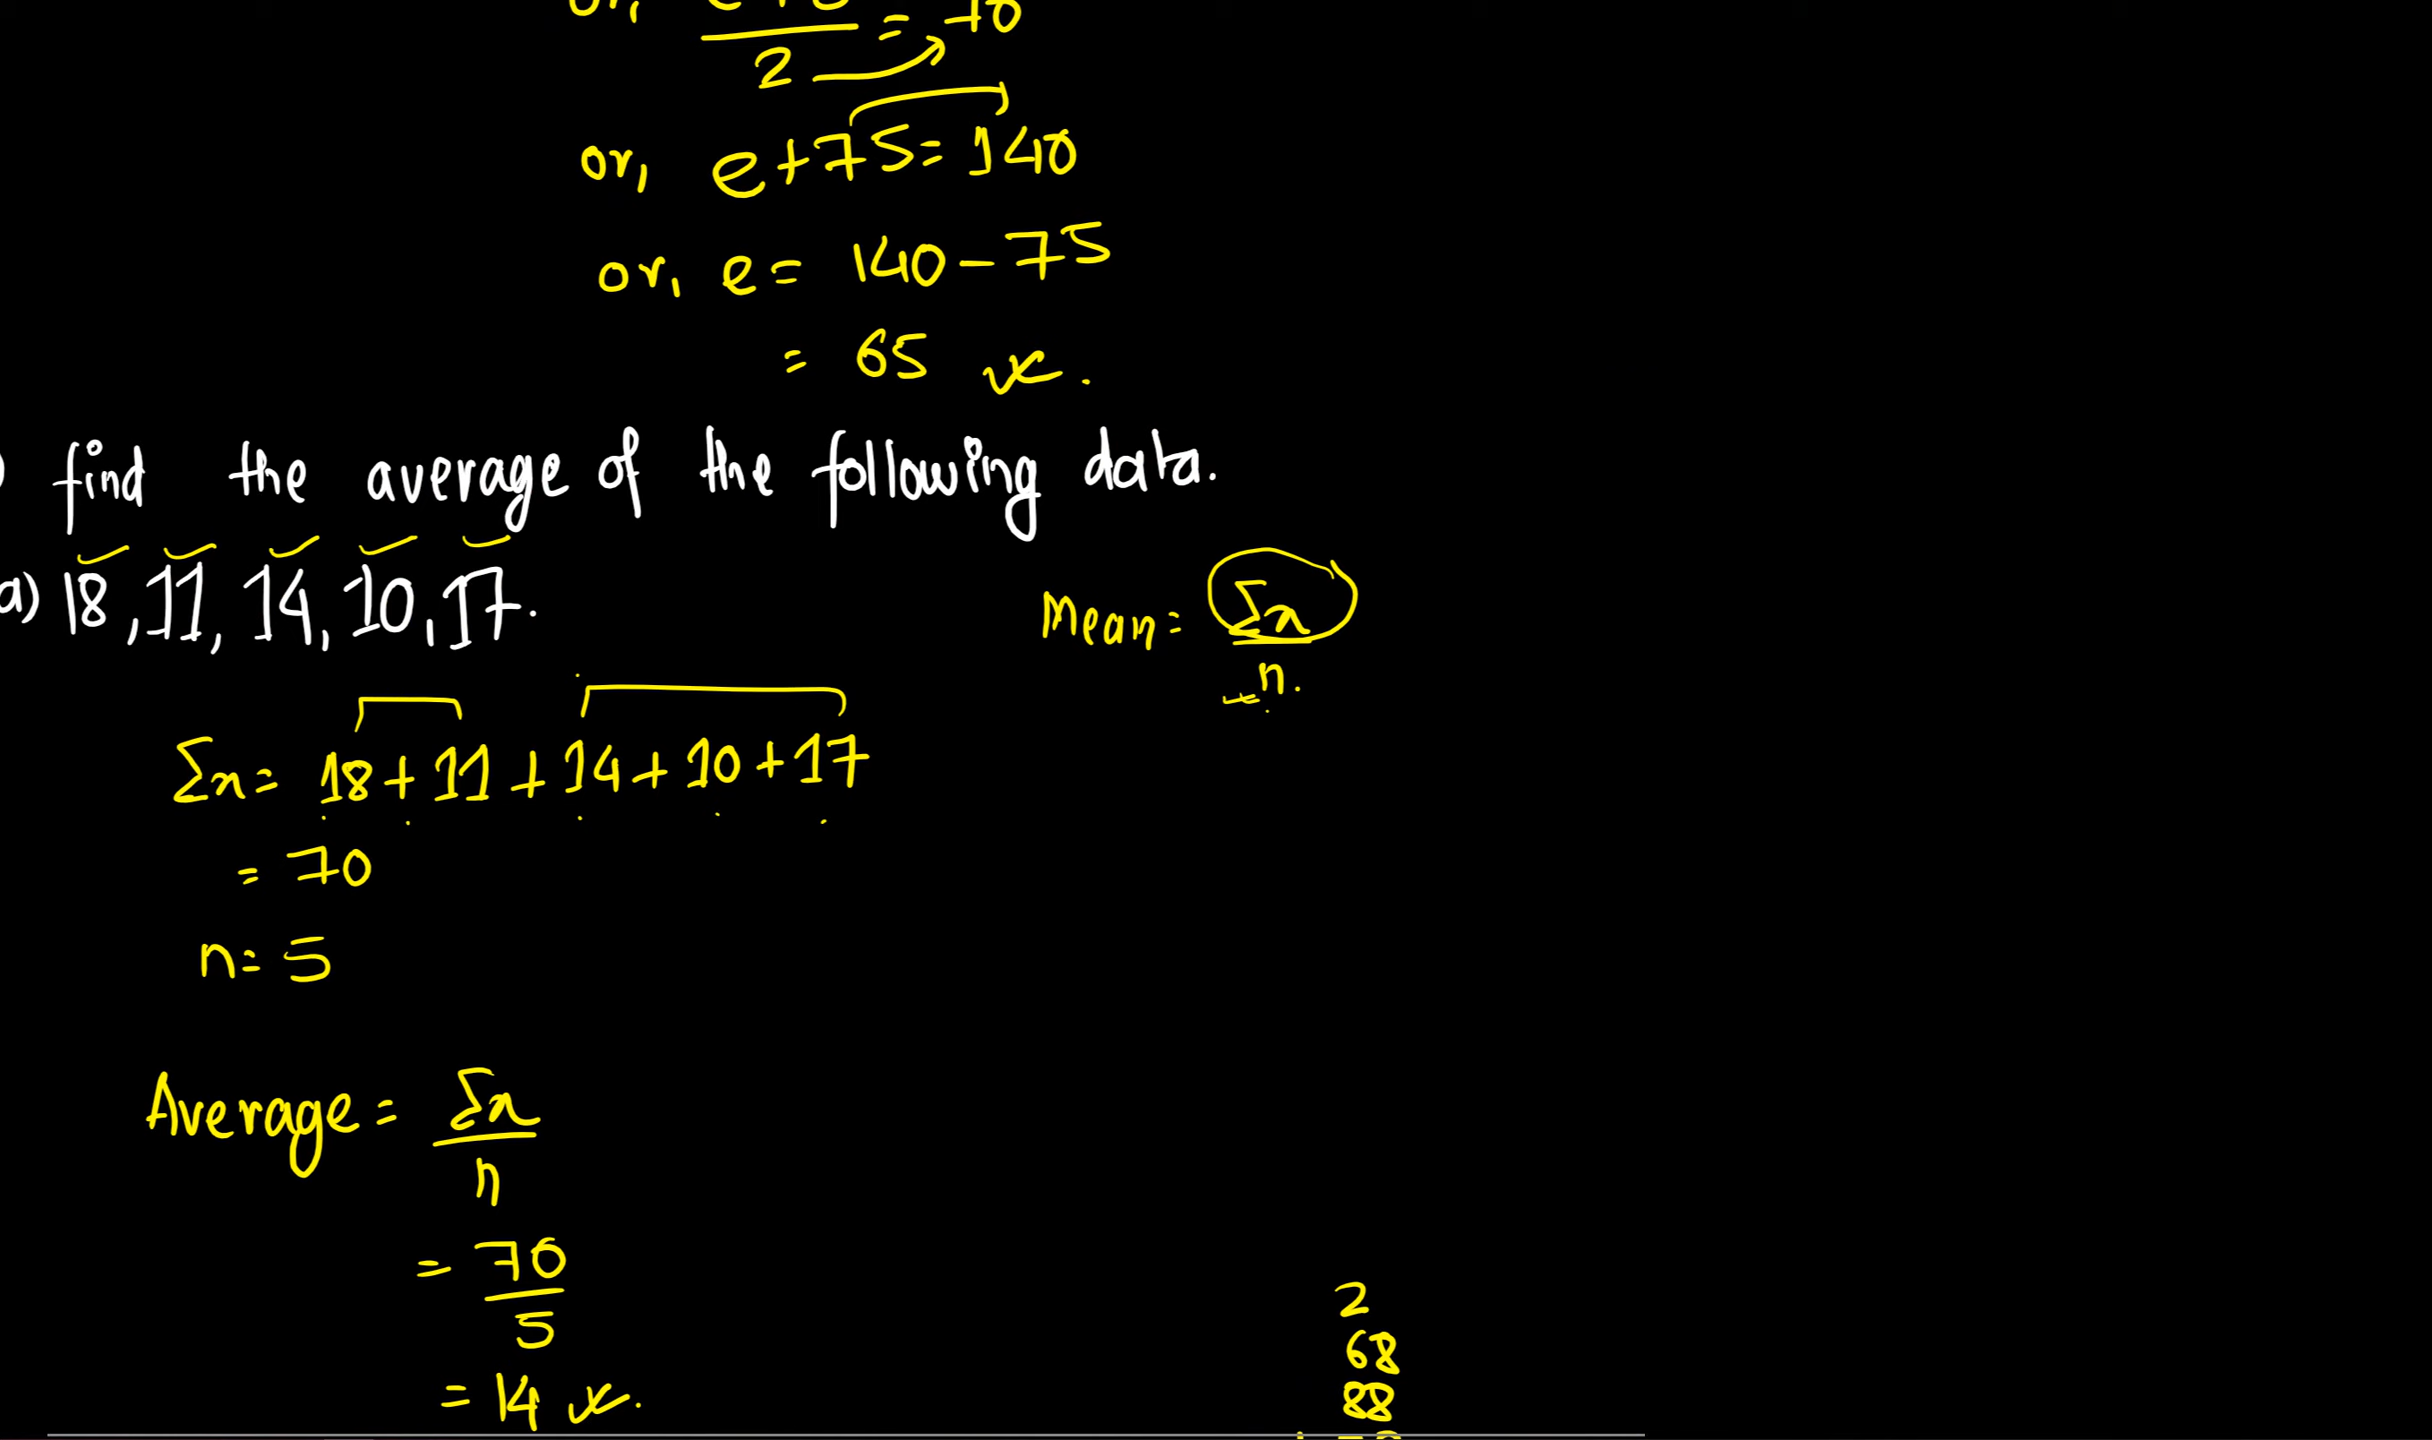 2
or, e+75=140
or, e= 140-75
= 65
find the average of the following data.
a) 18, 11, 14, 10, 17.
Mean= Σx
n.
Σx= 18+11+14+10+17
= 70
n= 5
Average= Σx
n
= 70
5
= 14
2
68
88